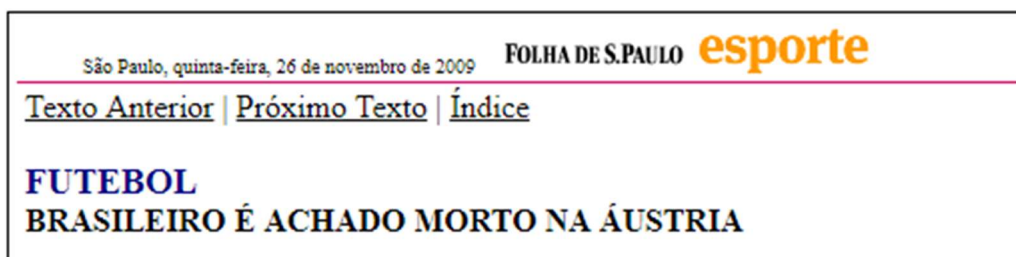 São Paulo, quinta-feira, 26 de novembro de 2009 FOLHA DE S.PAULO esporte
Texto Anterior | Próximo Texto | Índice
FUTEBOL
BRASILEIRO É ACHADO MORTO NA ÁUSTRIA